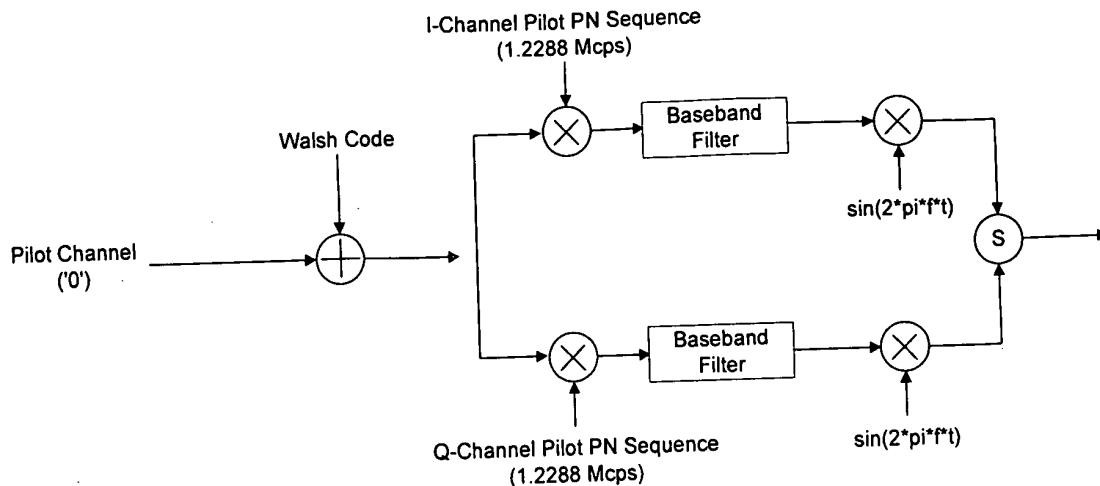 I-Channel Pilot PN Sequence
(1.2288 Mcps)
Baseband
Filter
Walsh Code
sin(2*pi*f*t)
Pilot Channel
('0')
S
Baseband
Filter
Q-Channel Pilot PN Sequence
(1.2288 Mcps)
sin(2*pi*f*t)